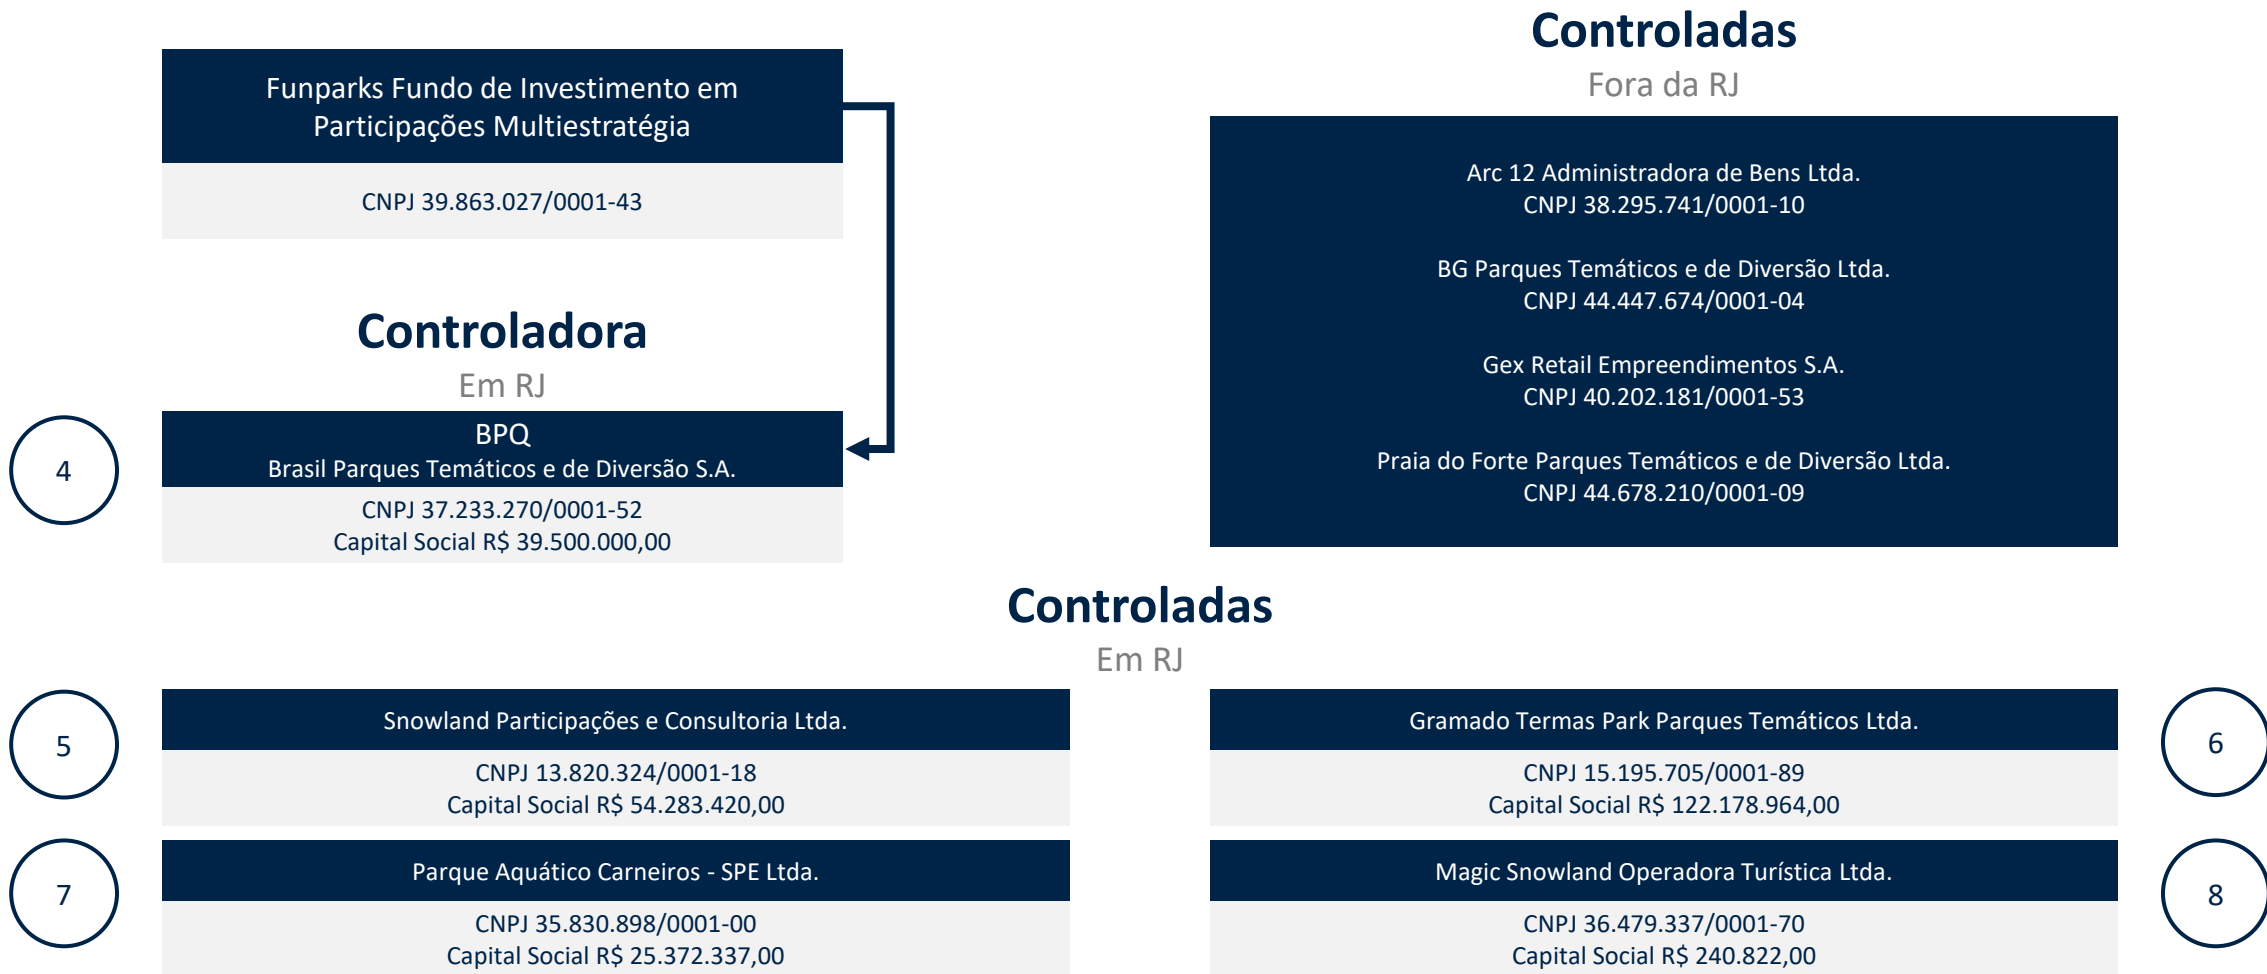 Funparks Fundo de Investimento em
Participações Multiestratégia
CNPJ 39.863.027/0001-43
Controladora
Em RJ
4
BPQ
Brasil Parques Temáticos e de Diversão S.A.
CNPJ 37.233.270/0001-52
Capital Social R$ 39.500.000,00
Controladas
Fora da RJ
Arc 12 Administradora de Bens Ltda.
CNPJ 38.295.741/0001-10
BG Parques Temáticos e de Diversão Ltda.
CNPJ 44.447.674/0001-04
Gex Retail Empreendimentos S.A.
CNPJ 40.202.181/0001-53
Praia do Forte Parques Temáticos e de Diversão Ltda.
CNPJ 44.678.210/0001-09
Controladas
Em RJ
5
Snowland Participações e Consultoria Ltda.
CNPJ 13.820.324/0001-18
Capital Social R$ 54.283.420,00
Gramado Termas Park Parques Temáticos Ltda.
CNPJ 15.195.705/0001-89
Capital Social R$ 122.178.964,00
6
7
Parque Aquático Carneiros - SPE Ltda.
CNPJ 35.830.898/0001-00
Capital Social R$ 25.372.337,00
Magic Snowland Operadora Turística Ltda.
CNPJ 36.479.337/0001-70
Capital Social R$ 240.822,00
8